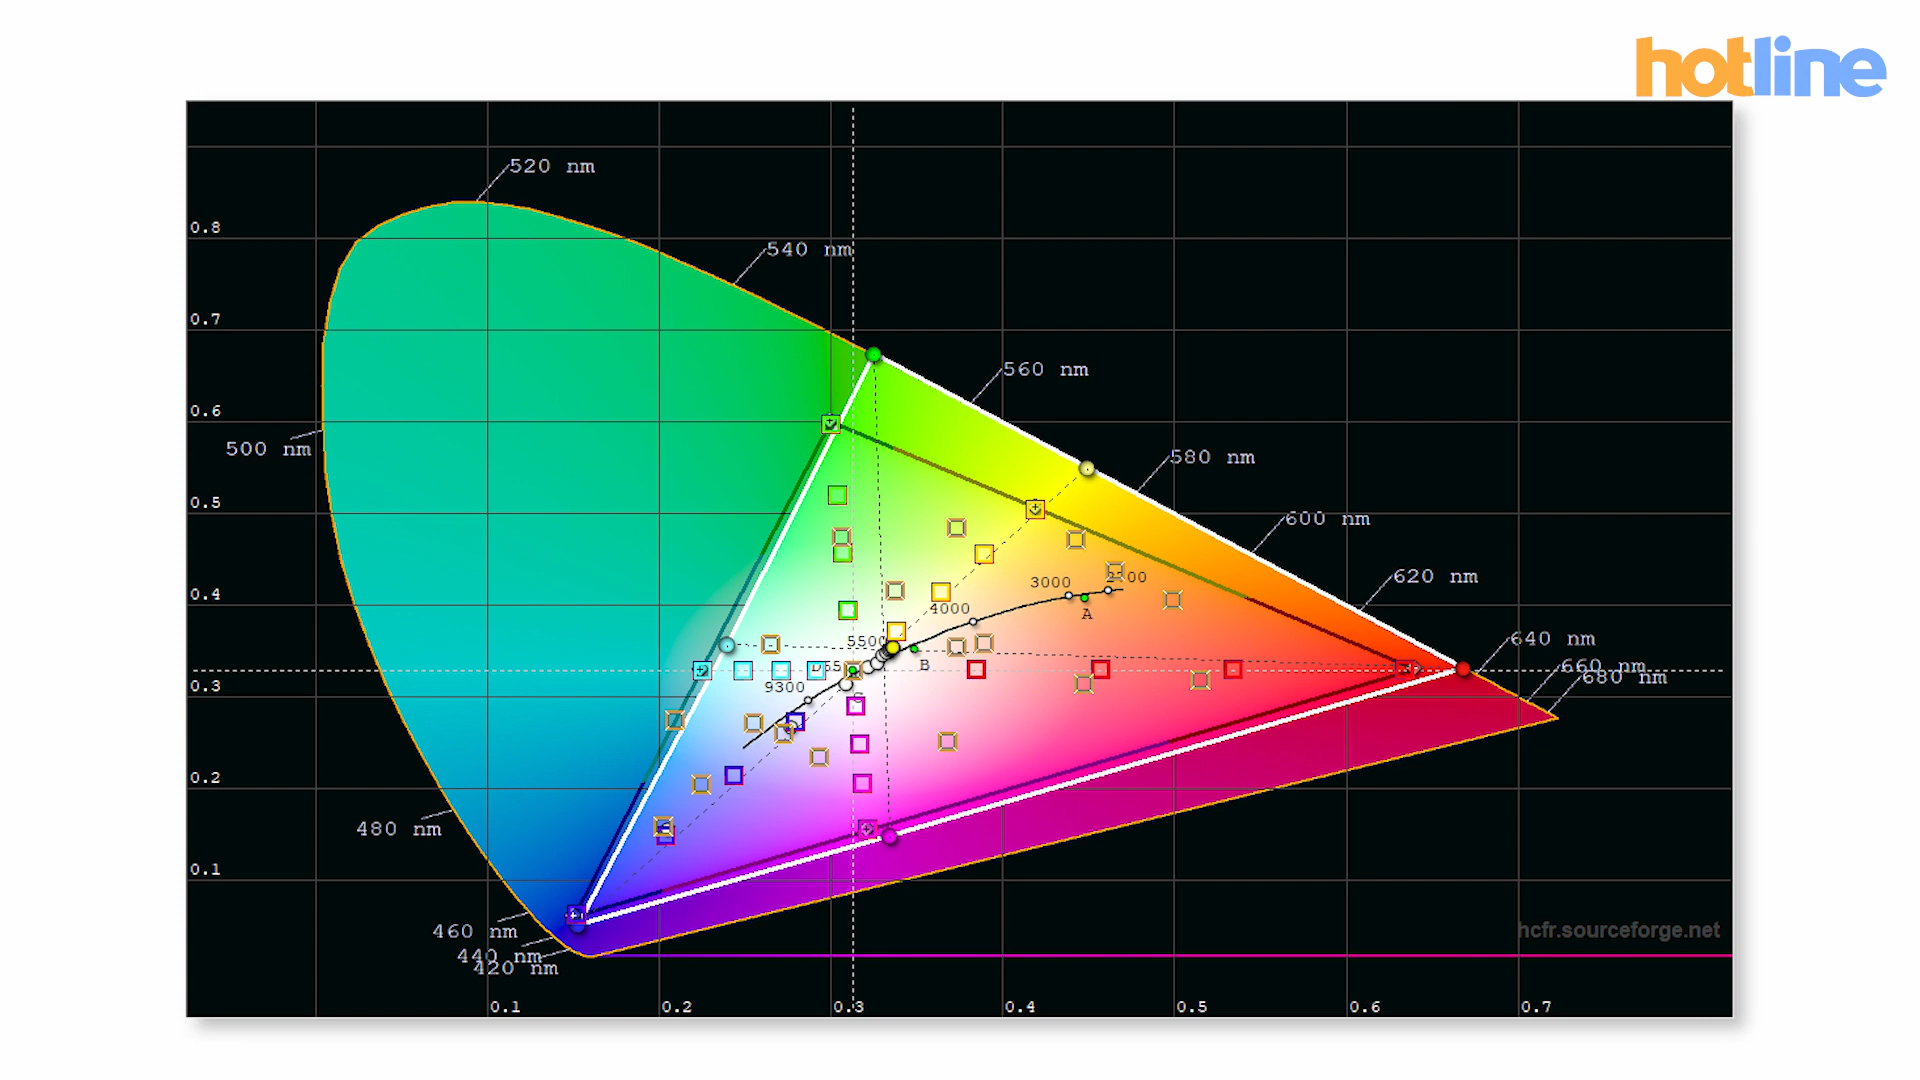 hotline
520 nm
0.8
540 nm
0.7
560 nm
0.6
500 nm
580 nm
0.5
600 nm
3000
0.4
4000
A
620 nm
5500
B
640 nm
660 nm
680 nm
9300
C
0.3
0.2
480 nm
0.1
460 nm
440 nm
420 nm
hcfr.sourceforge.net
0.1
0.2
0.3
0.4
0.5
0.6
0.7